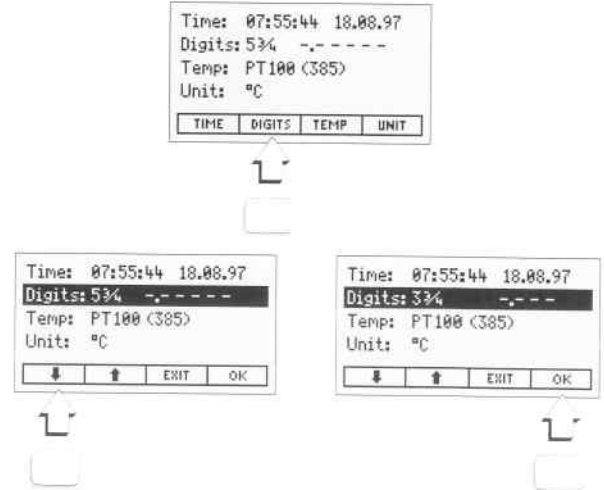 Time: 07:55:44 18.08.97
Digits: 5¾ -.- - - - -
Temp: PT100 (385)
Unit: °C
TIME DIGITS TEMP UNIT
Time: 07:55:44 18.08.97
Digits: 5¾ -.- - - - -
Temp: PT100 (385)
Unit: °C
⬇ ⬆ EXIT OK
Time: 07:55:44 18.08.97
Digits: 3¾ -.- - -
Temp: PT100 (385)
Unit: °C
⬇ ⬆ EXIT OK